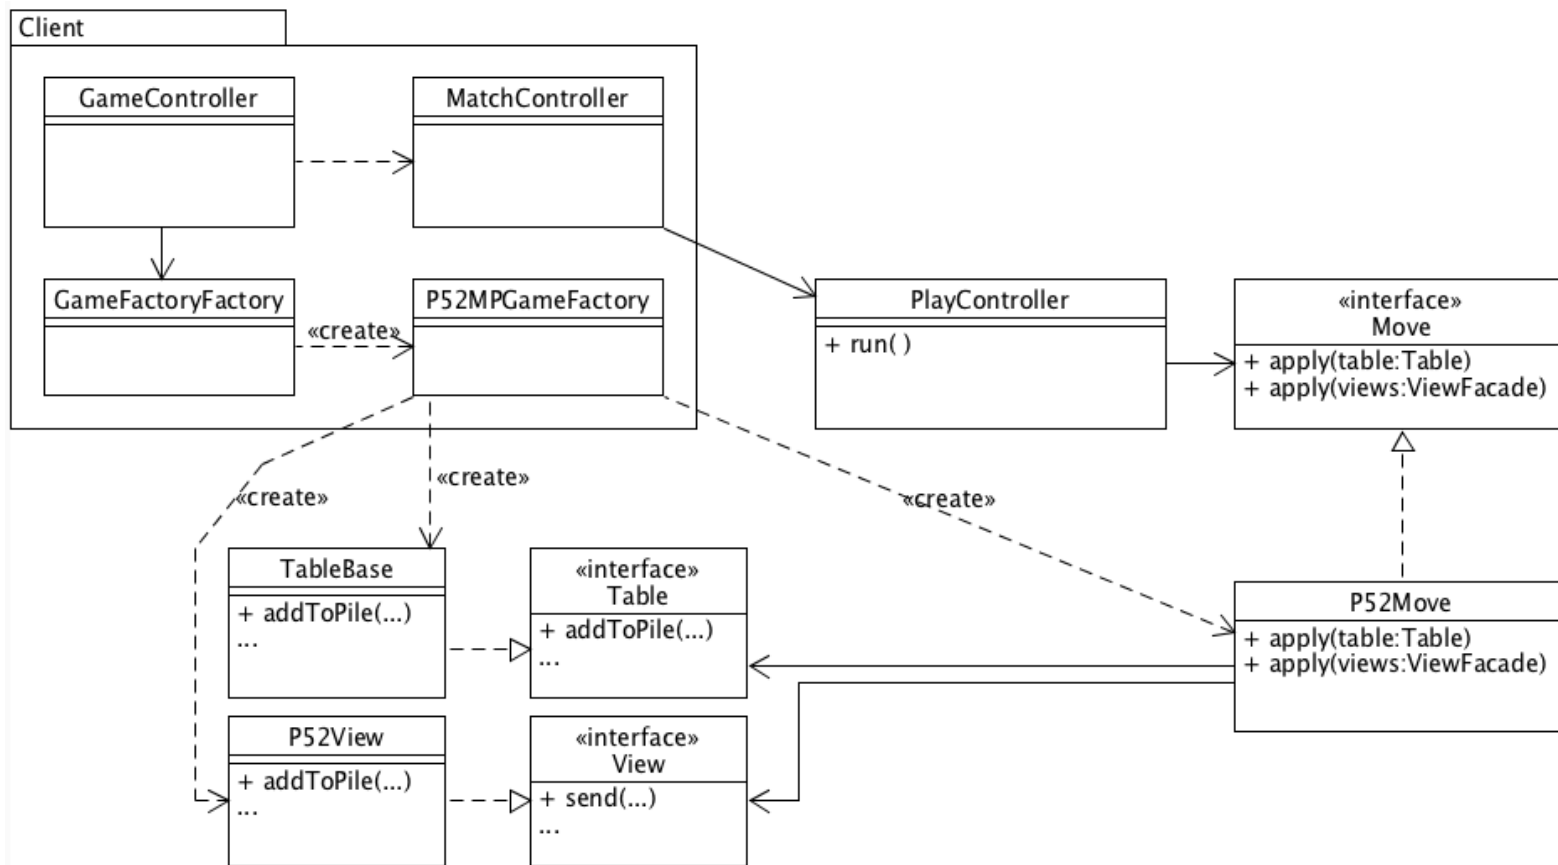 Client
GameController
MatchController
GameFactoryFactory
«create»
P52MPGameFactory
PlayController
+ run( )
«interface»
Move
+ apply(table:Table)
+ apply(views:ViewFacade)
«create»
«create»
«create»
TableBase
+ addToPile(...)
...
«interface»
Table
+ addToPile(...)
...
P52Move
+ apply(table:Table)
+ apply(views:ViewFacade)
P52View
+ addToPile(...)
...
«interface»
View
+ send(...)
...